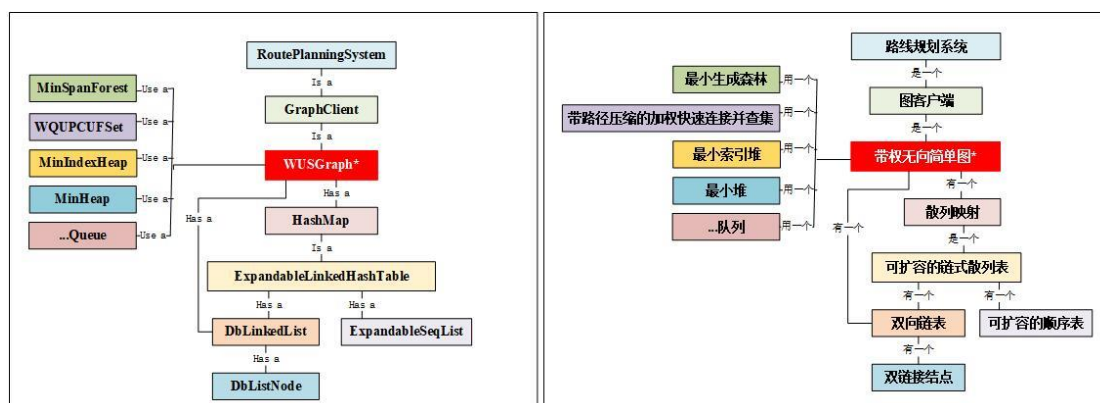 RoutePlanningSystem
Is a
MinSpanForest
Use a
GraphClient
WQUPCUFSet
Is a
MinIndexHeap
Use a
WUSGraph*
Has a
MinHeap
Use a
Has a
HashMap
...Queue
Use a
Is a
ExpandableLinkedHashTable
Has a
Has a
DbLinkedList
ExpandableSeqList
Has a
DbListNode
路线规划系统
是一个
最小生成森林
用一个
图客户端
带路径压缩的加权快速连接并查集
用一个
是一个
最小索引堆
用一个
带权无向简单图*
有一个
最小堆
用一个
有一个
散列映射
...队列
用一个
是一个
可扩容的链式散列表
有一个
有一个
双向链表
可扩容的顺序表
有一个
双链接结点